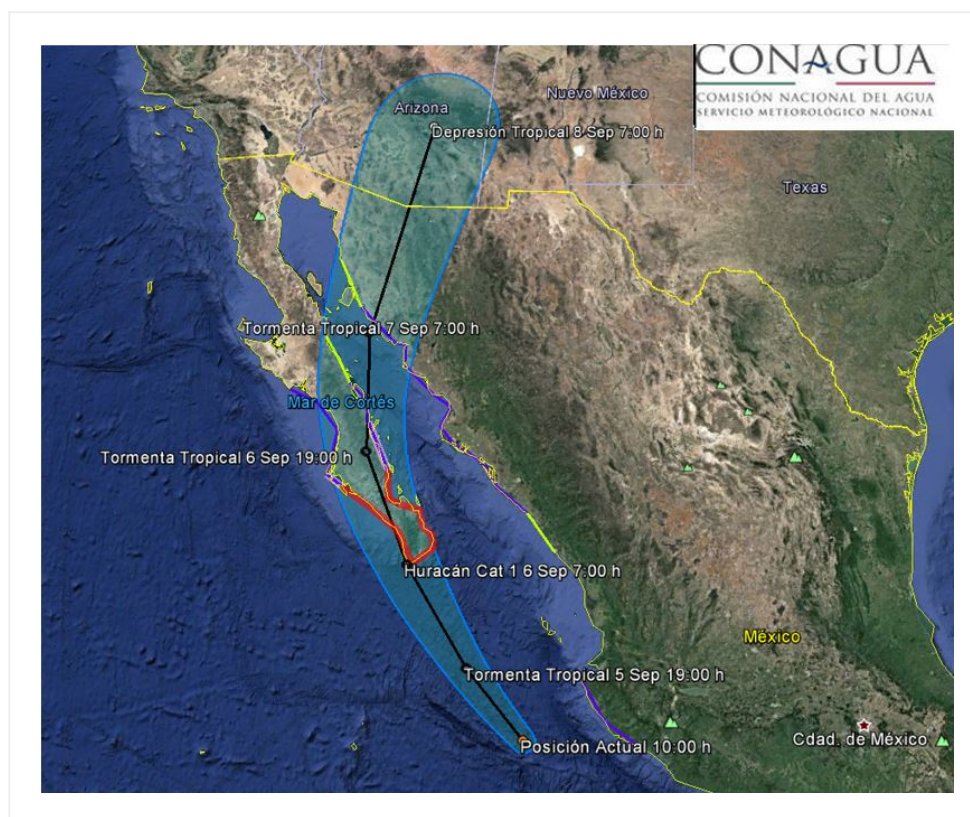 CONAGUA
COMISIÓN NACIONAL DEL AGUA
SERVICIO METEOROLÓGICO NACIONAL
Nuevo México
Arizona
Depresión Tropical 8 Sep 7:00 h
Texas
Tormenta Tropical 7 Sep 7:00 h
Mar de Cortés
Tormenta Tropical 6 Sep 19:00 h
Huracán Cat 1 6 Sep 7:00 h
México
Tormenta Tropical 5 Sep 19:00 h
Posición Actual 10:00 h
Cdad. de México